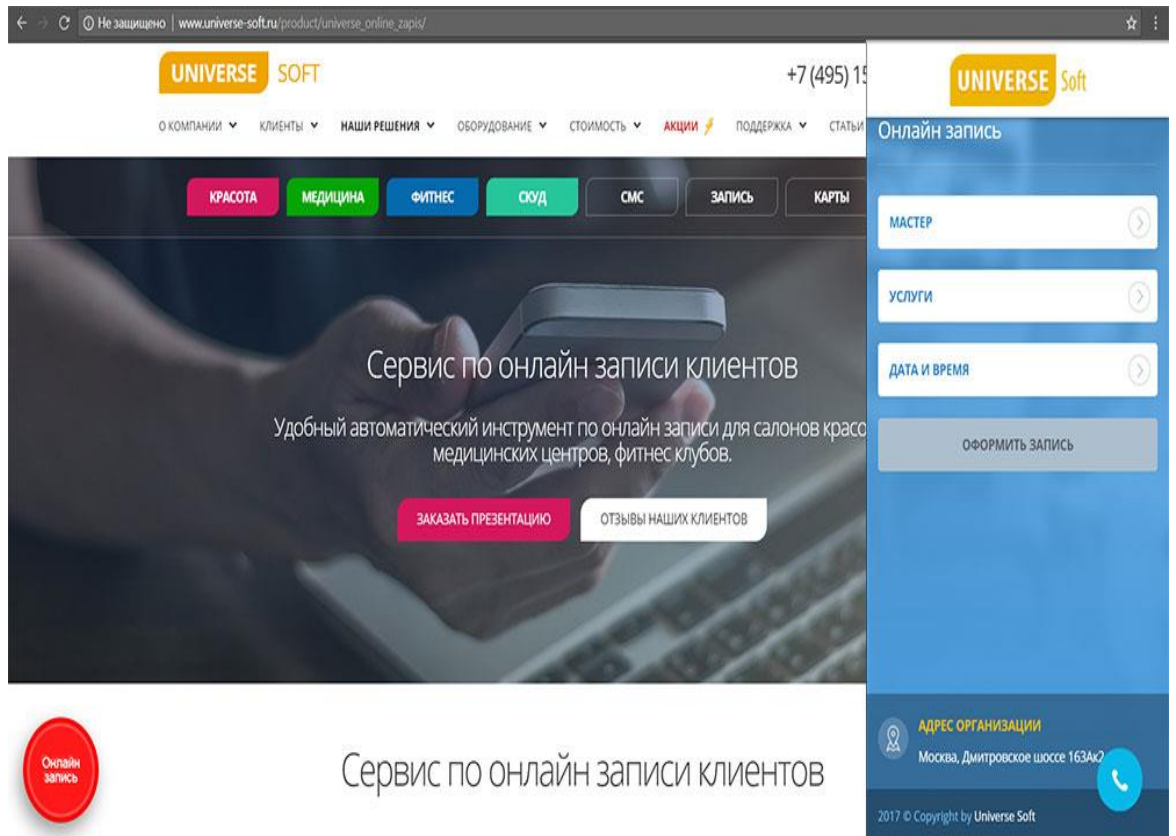 Не защищено | www.universe-soft.ru/product/universe_online_zapis/
UNIVERSE SOFT
+7 (495) 15
О КОМПАНИИ КЛИЕНТЫ НАШИ РЕШЕНИЯ ОБОРУДОВАНИЕ СТОИМОСТЬ АКЦИИ ПОДДЕРЖКА СТАТЬИ
КРАСОТА МЕДИЦИНА ФИТНЕС СКУД СМС ЗАПИСЬ КАРТЫ
Сервис по онлайн записи клиентов
Удобный автоматический инструмент по онлайн записи для салонов красо
медицинских центров, фитнес клубов.
ЗАКАЗАТЬ ПРЕЗЕНТАЦИЮ ОТЗЫВЫ НАШИХ КЛИЕНТОВ
Онлайн
запись
Сервис по онлайн записи клиентов
UNIVERSE Soft
Онлайн запись
МАСТЕР
УСЛУГИ
ДАТА И ВРЕМЯ
ОФОРМИТЬ ЗАПИСЬ
АДРЕС ОРГАНИЗАЦИИ
Москва, Дмитровское шоссе 163Ак2
2017 © Copyright by Universe Soft